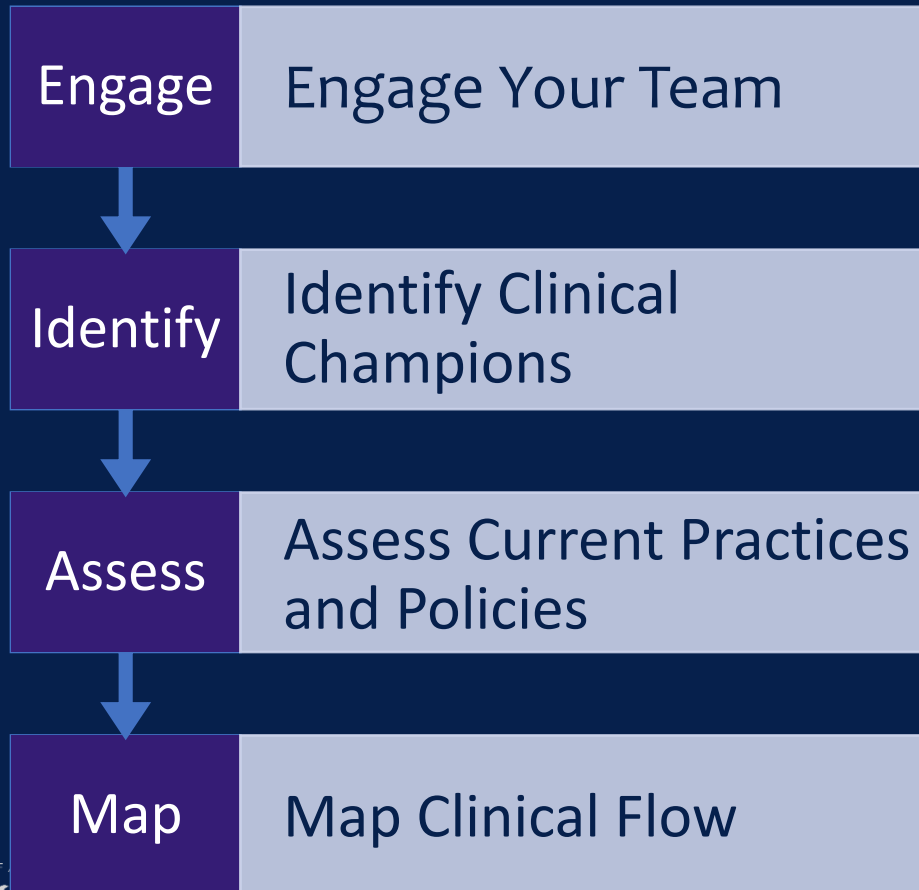 Engage
Engage Your Team
Identify
Identify Clinical
Champions
Assess
Assess Current Practices
and Policies
Map
Map Clinical Flow